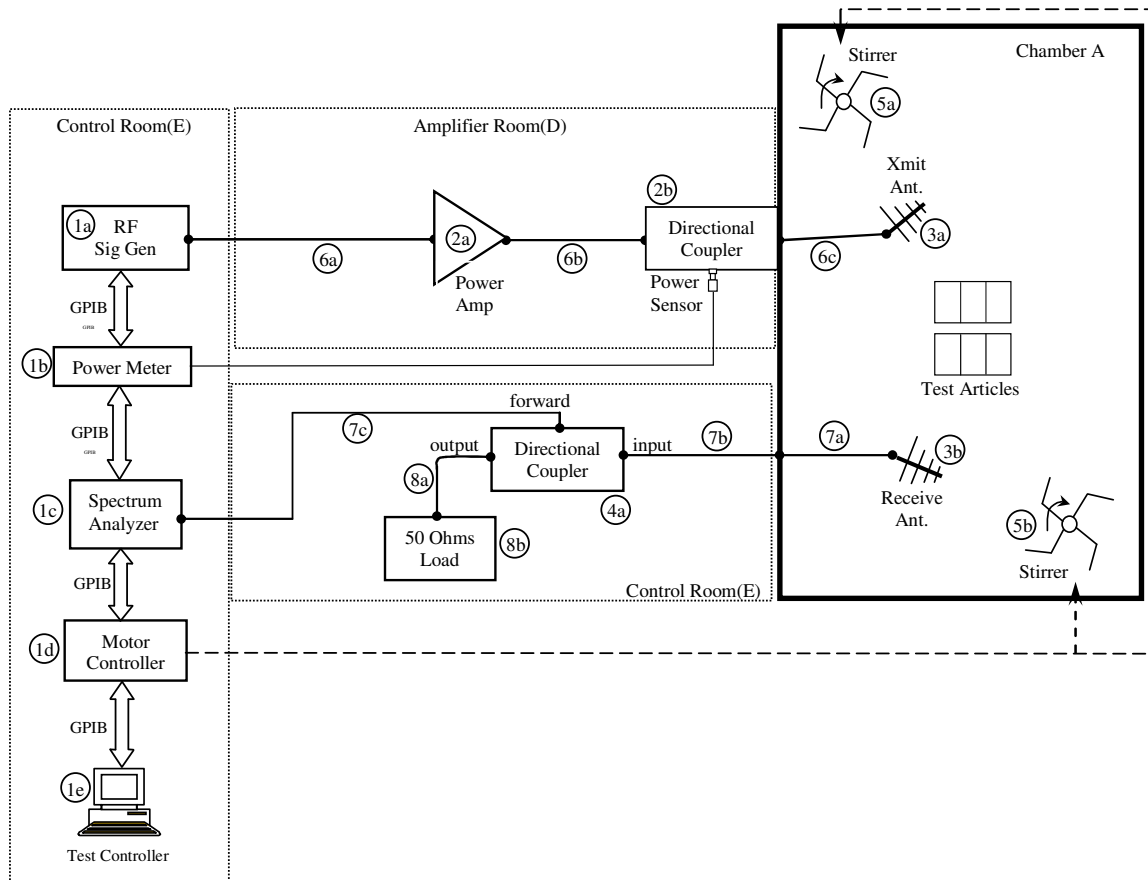 Stirrer
Chamber A
5a
Control Room(E)
Amplifier Room(D)
Xmit
Ant.
1a
RF
Sig Gen
2b
Directional
Coupler
2a
3a
6a
6b
6c
Power
Amp
Power
Sensor
GPIB
GPIB
1b
Power Meter
Test Articles
forward
GPIB
GPIB
7c
output
Directional
Coupler
input
7b
7a
3b
8a
4a
Receive
Ant.
1c
Spectrum
Analyzer
50 Ohms
Load
8b
5b
Stirrer
GPIB
Control Room(E)
1d
Motor
Controller
GPIB
1e
Test Controller